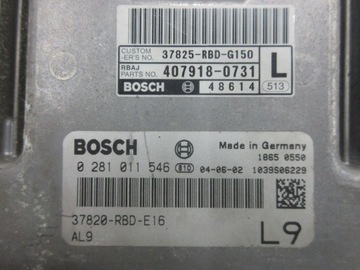 CUSTOM-ER'S NO. 37825-RBD-G150
RBAJ PARTS NO. 407918-0731 L
BOSCH 48614 513
BOSCH Made in Germany
1865 0550
0 281 011 546 810 04-06-02 1039S06229
37820-RBD-E16
AL9 L9